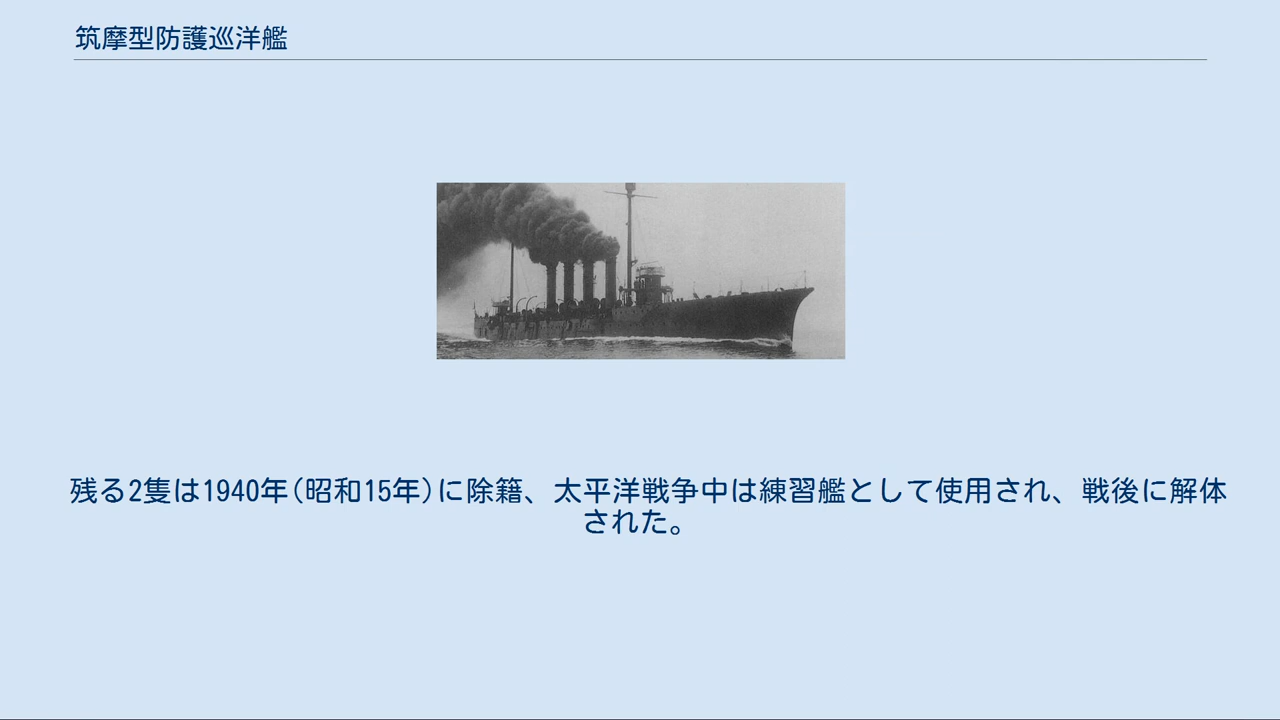 筑摩型防護巡洋艦
残る2隻は1940年(昭和15年)に除籍、太平洋戦争中は練習艦として使用され、戦後に解体
された。